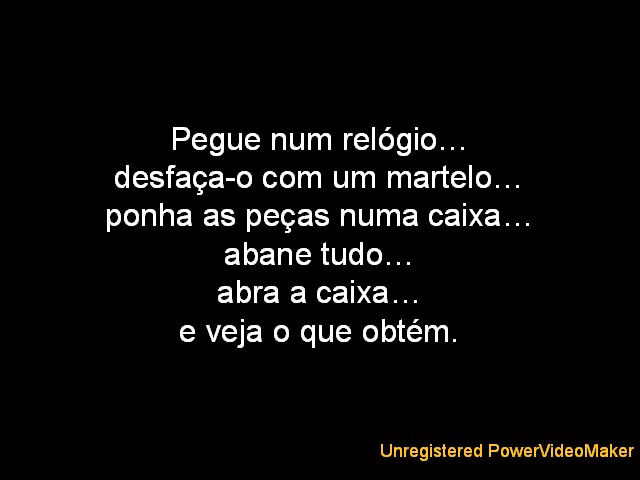 Pegue num relógio...
desfaça-o com um martelo...
ponha as peças numa caixa...
abane tudo...
abra a caixa...
e veja o que obtém.
Unregistered PowerVideoMaker